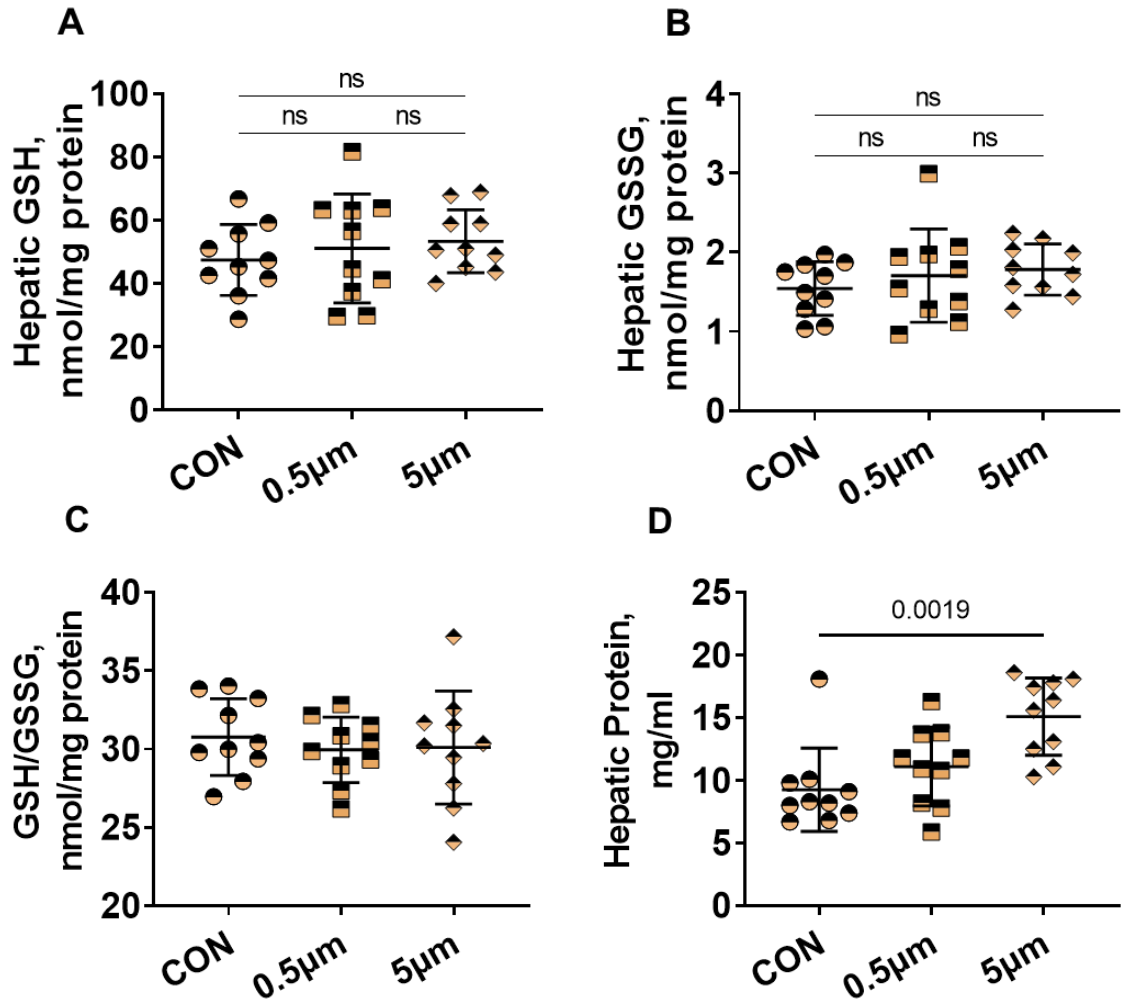 A
Hepatic GSH,
nmol/mg protein
100
80
60
40
20
0
ns
ns
ns
CON
0.5µm
5µm
B
Hepatic GSSG,
nmol/mg protein
4
3
2
1
0
ns
ns
ns
CON
0.5µm
5µm
C
GSH/GSSG,
nmol/mg protein
40
35
30
25
20
CON
0.5µm
5µm
D
Hepatic Protein,
mg/ml
25
20
15
10
5
0
0.0019
CON
0.5µm
5µm